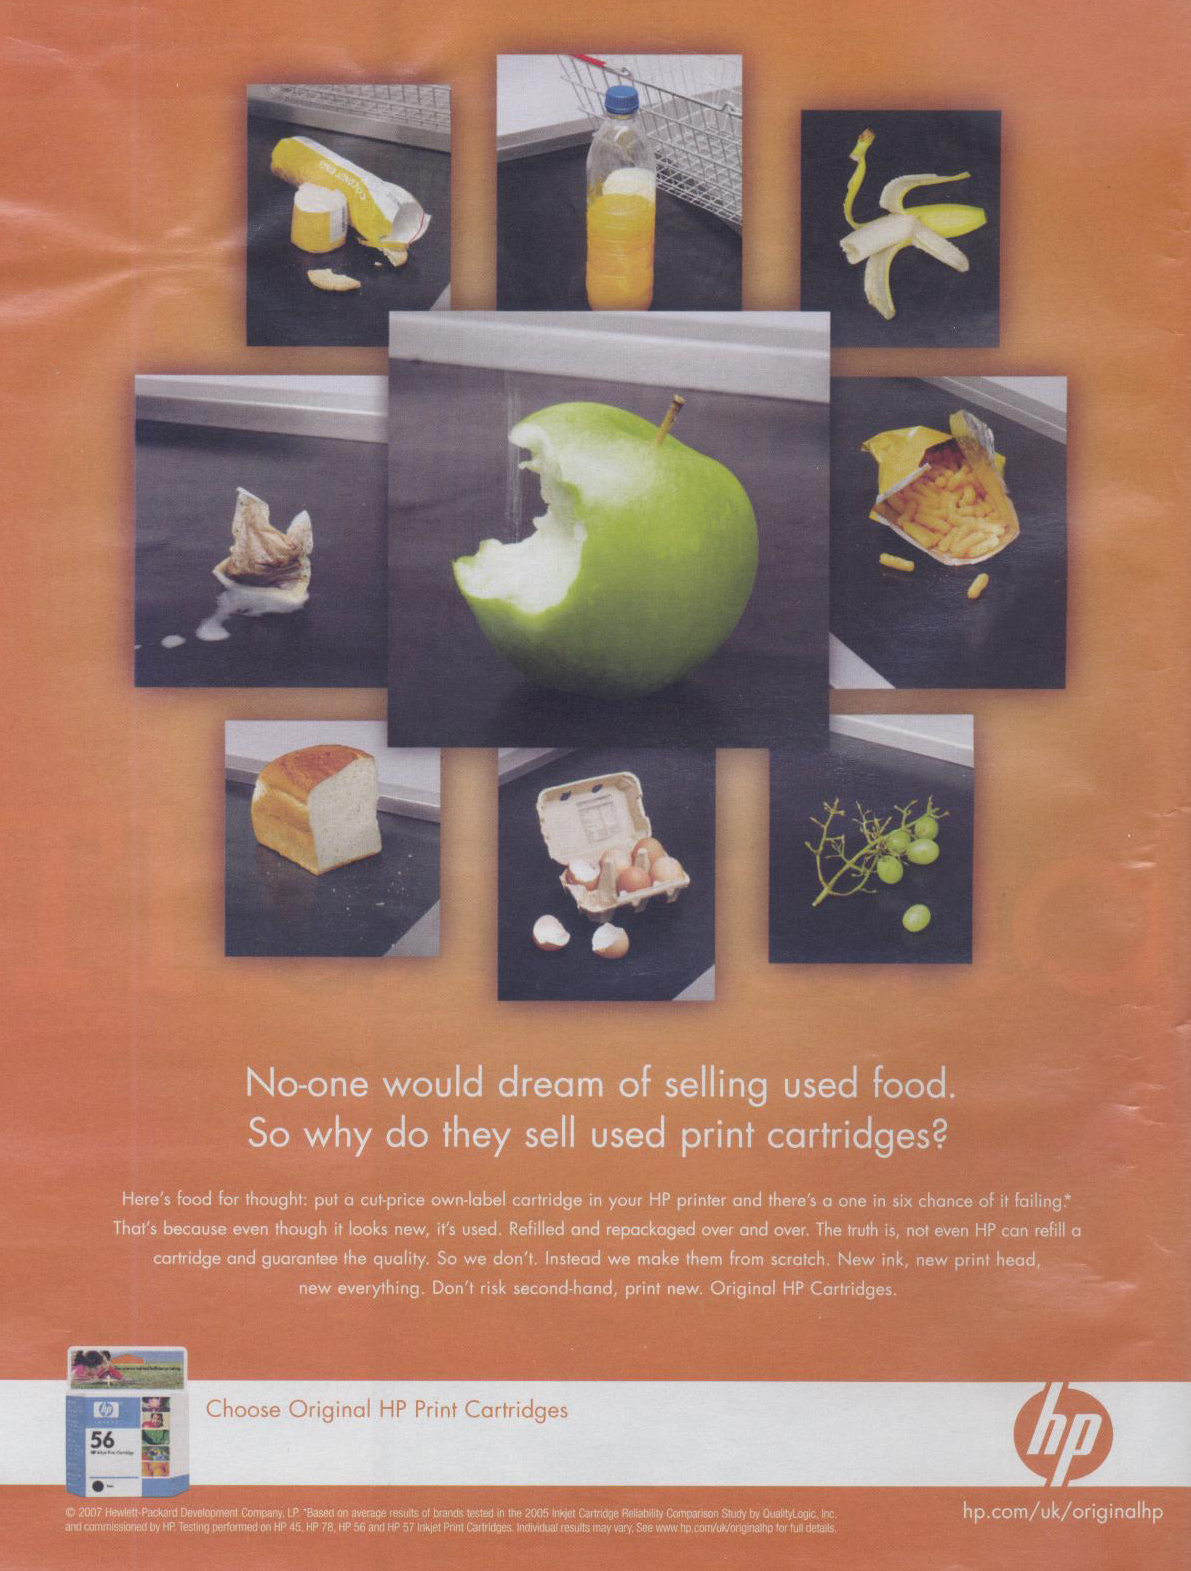 No-one would dream of selling used food.
So why do they sell used print cartridges?
Here's food for thought: put a cut-price own-label cartridge in your HP printer and there's a one in six chance of it failing.*
That's because even though it looks new, it's used. Refilled and repackaged over and over. The truth is, not even HP can refill a
cartridge and guarantee the quality. So we don't. Instead we make them from scratch. New ink, new print head,
new everything. Don't risk second-hand, print new. Original HP Cartridges.
hp
56
Choose Original HP Print Cartridges
hp
© 2007 Hewlett-Packard Development Company, LP. *Based on average results of brands tested in the 2005 Inkjet Cartridge Reliability Comparison Study by QualityLogic, Inc.
and commissioned by HP. Testing performed on HP 45, HP 78, HP 56 and HP 57 Inkjet Print Cartridges. Individual results may vary. See www.hp.com/uk/originalhp for full details.
hp.com/uk/originalhp